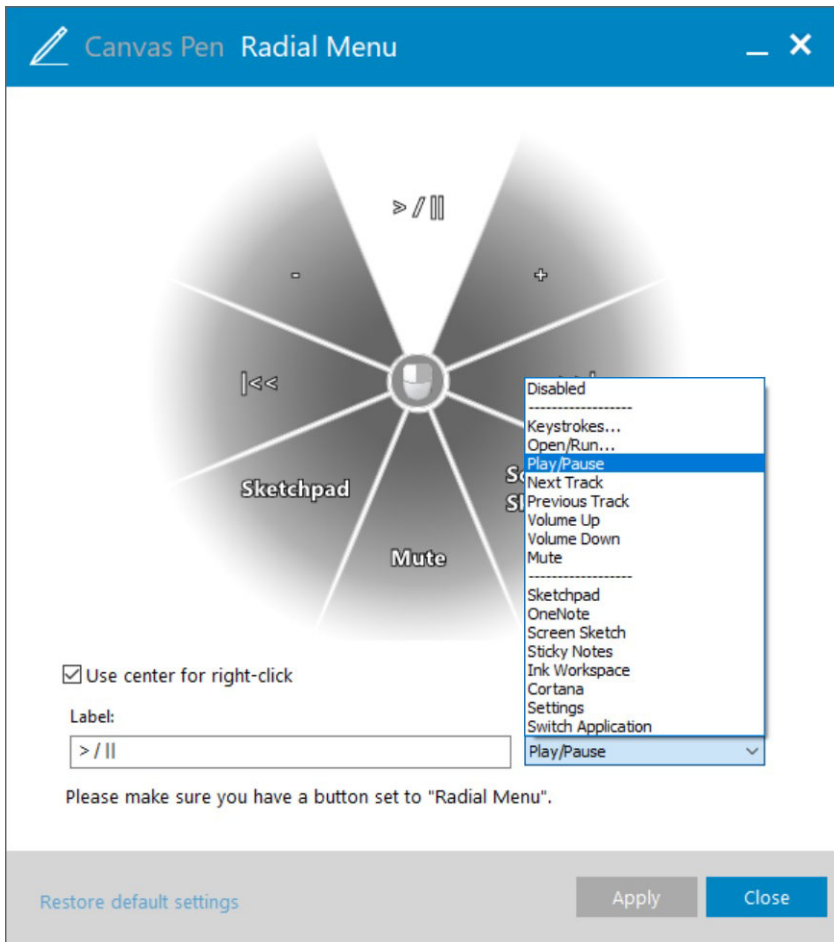 Canvas Pen Radial Menu
> / ||
- +
|<<
Sketchpad
Mute
Disabled
------------------
Keystrokes...
Open/Run...
Play/Pause
Next Track
Previous Track
Volume Up
Volume Down
Mute
------------------
Sketchpad
OneNote
Screen Sketch
Sticky Notes
Ink Workspace
Cortana
Settings
Switch Application
Use center for right-click
Label:
> / ||
Play/Pause
Please make sure you have a button set to "Radial Menu".
Restore default settings
Apply
Close